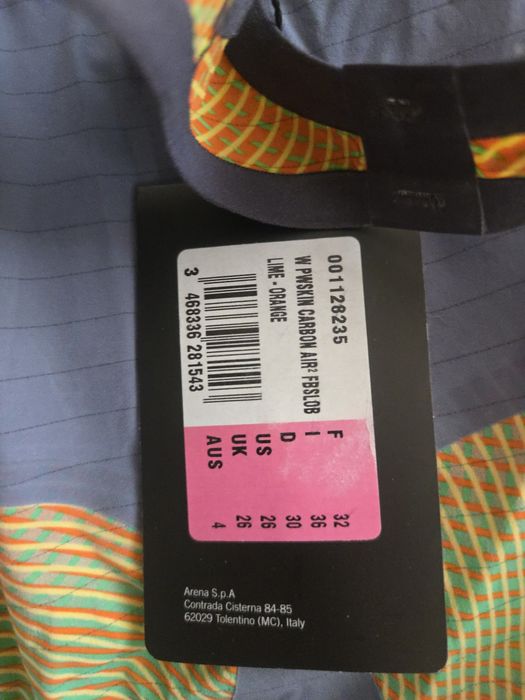 001128235
W PWSKIN CARBON AIR² FBSLOB
LIME - ORANGE
3 468336 281543
F 32
I 36
D 30
US 26
UK 26
AUS 4
Arena S.p.A
Contrada Cisterna 84-85
62029 Tolentino (MC), Italy